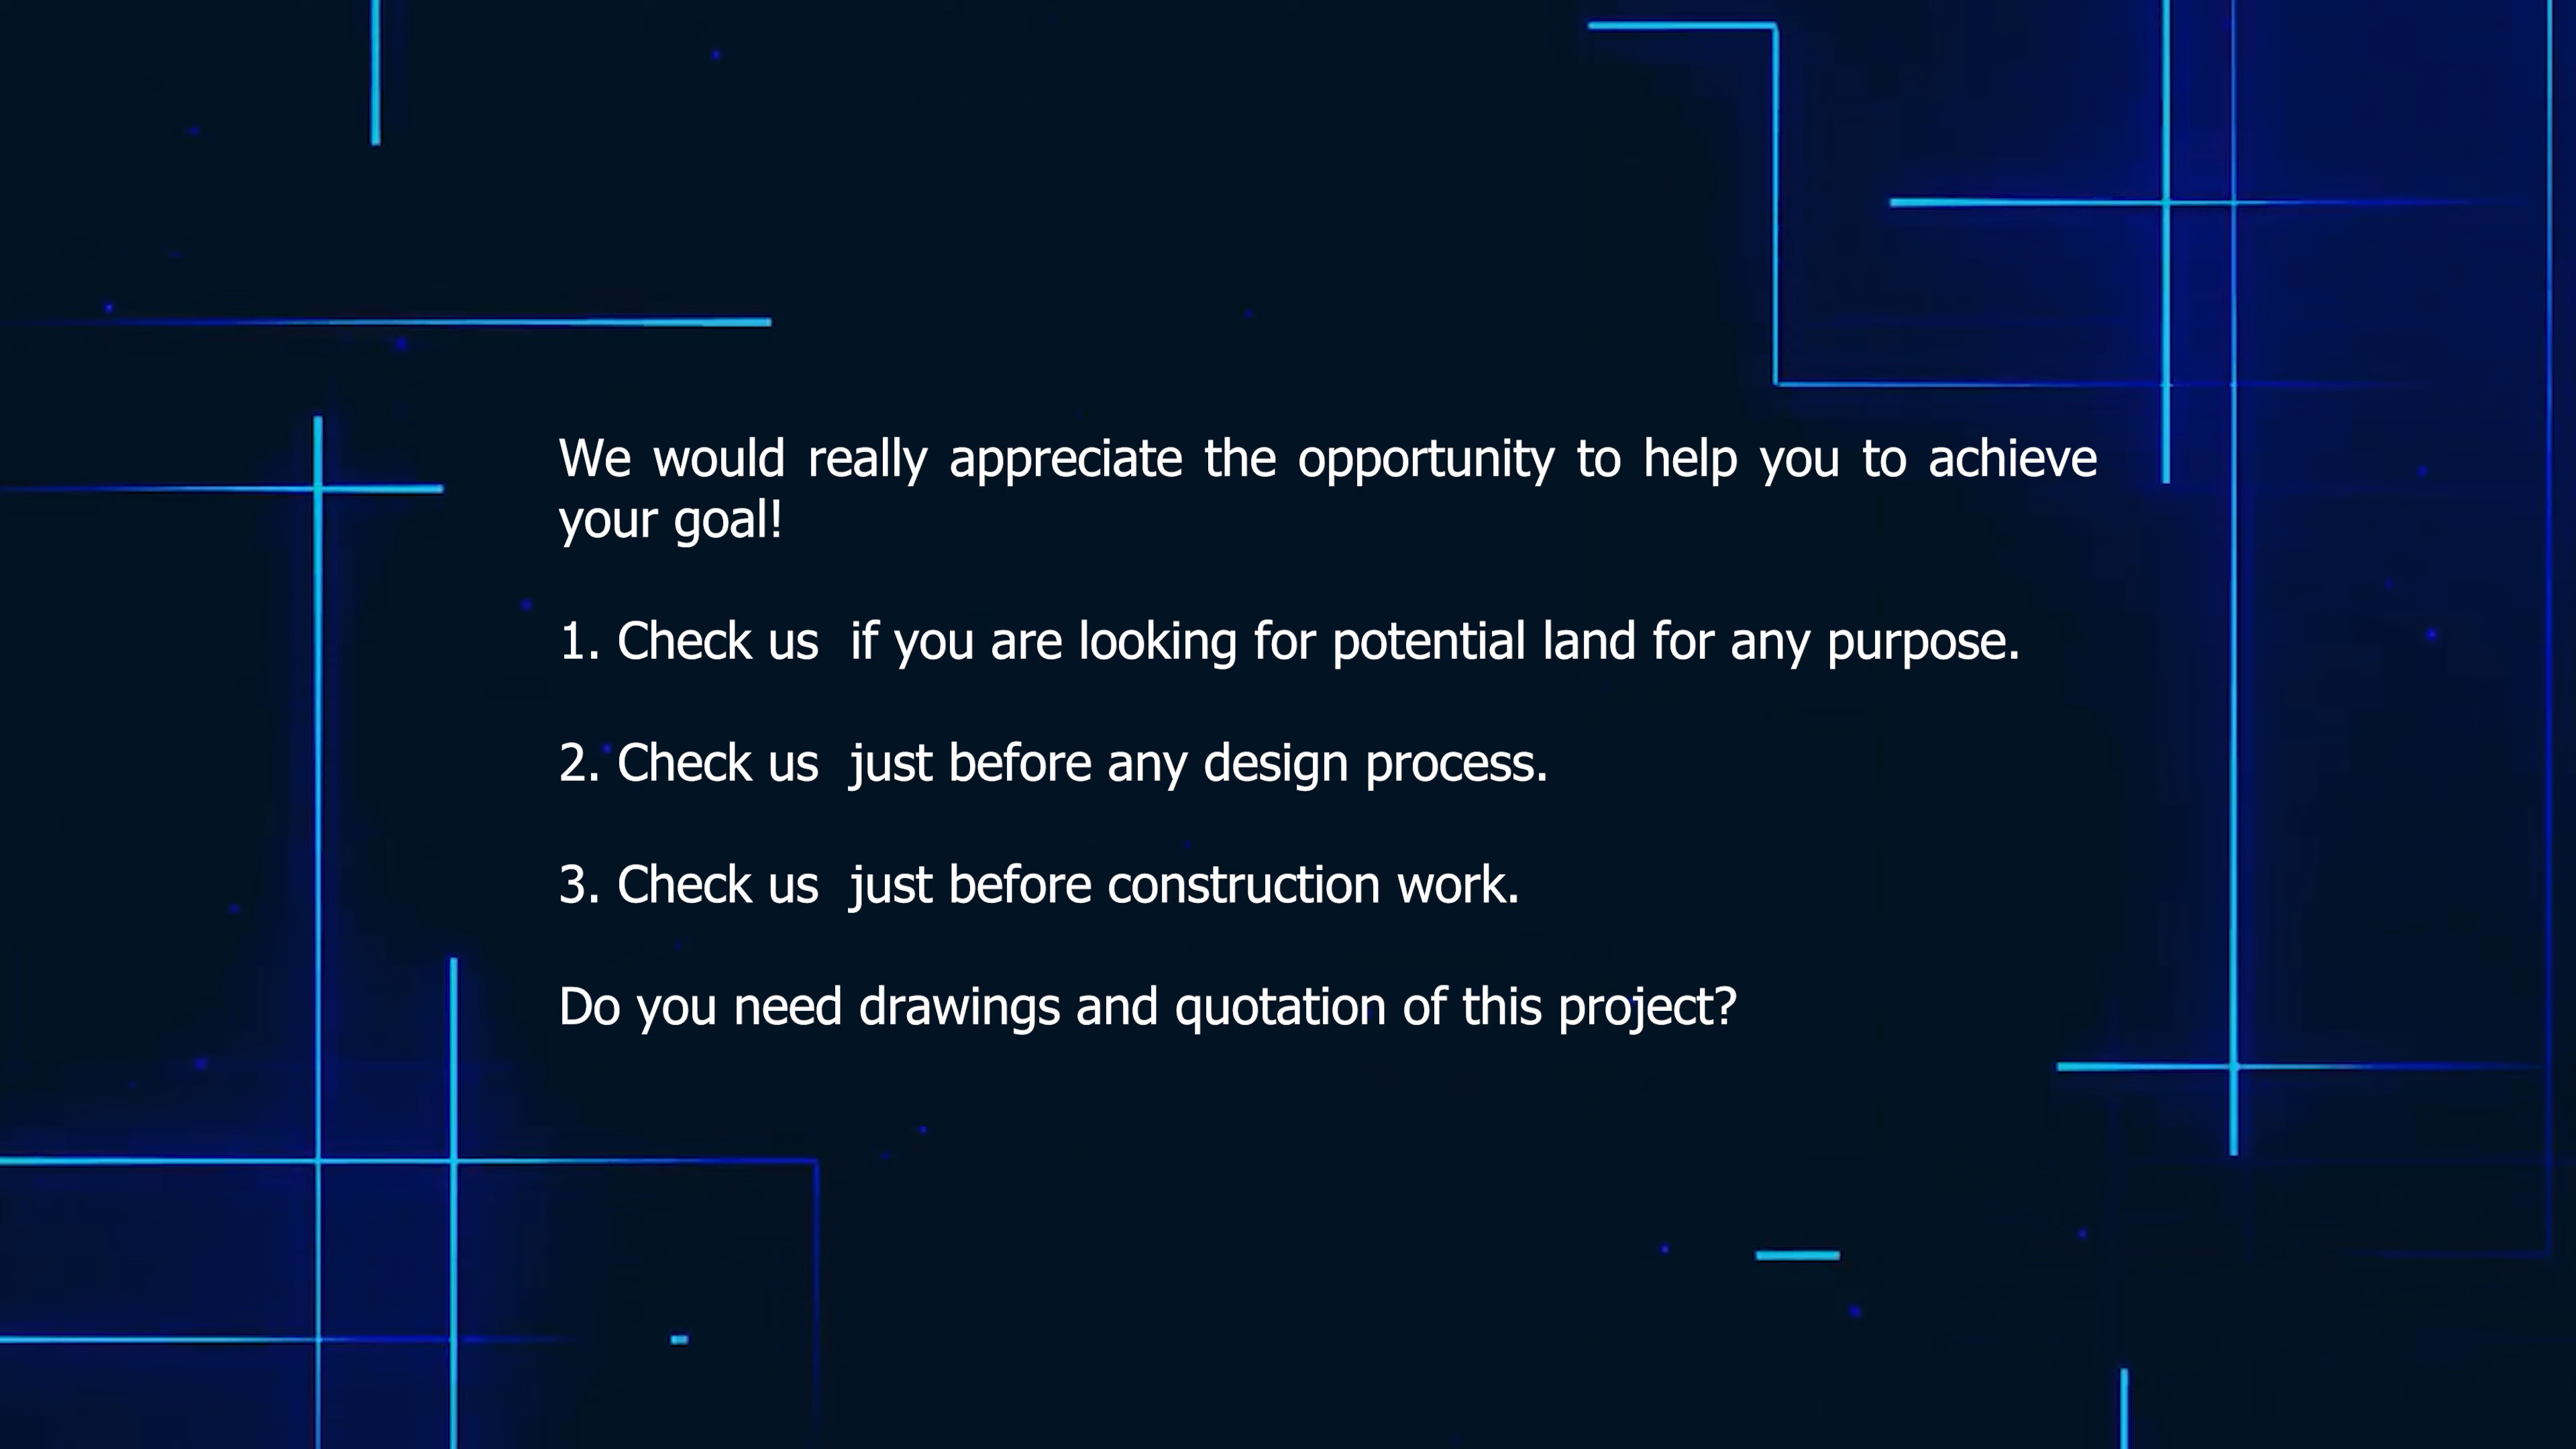 We would really appreciate the opportunity to help you to achieve
your goal!
1. Check us  if you are looking for potential land for any purpose.
2. Check us  just before any design process.
3. Check us  just before construction work.
Do you need drawings and quotation of this project?